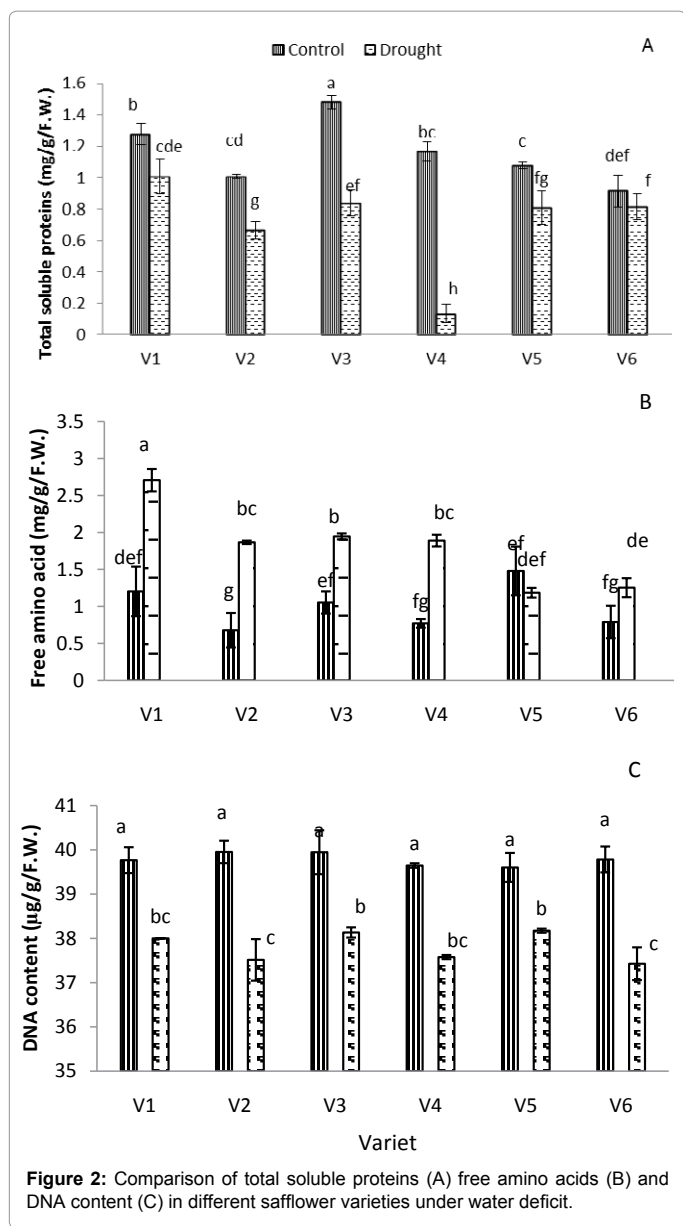 Control Drought
A
Total soluble proteins (mg/g/F.W.)
1.6
1.4
1.2
1
0.8
0.6
0.4
0.2
0
b
cde
cd
g
a
ef
bc
h
c
fg
def
f
V1 V2 V3 V4 V5 V6
B
Free amino acid (mg/g/F.W.)
3.5
3
2.5
2
1.5
1
0.5
0
def
a
g
bc
ef
b
fg
bc
ef
def
fg
de
V1 V2 V3 V4 V5 V6
C
DNA content (µg/g/F.W.)
41
40
39
38
37
36
35
a
bc
a
c
a
b
a
bc
a
b
a
c
V1 V2 V3 V4 V5 V6
Variet
Figure 2: Comparison of total soluble proteins (A) free amino acids (B) and
DNA content (C) in different safflower varieties under water deficit.